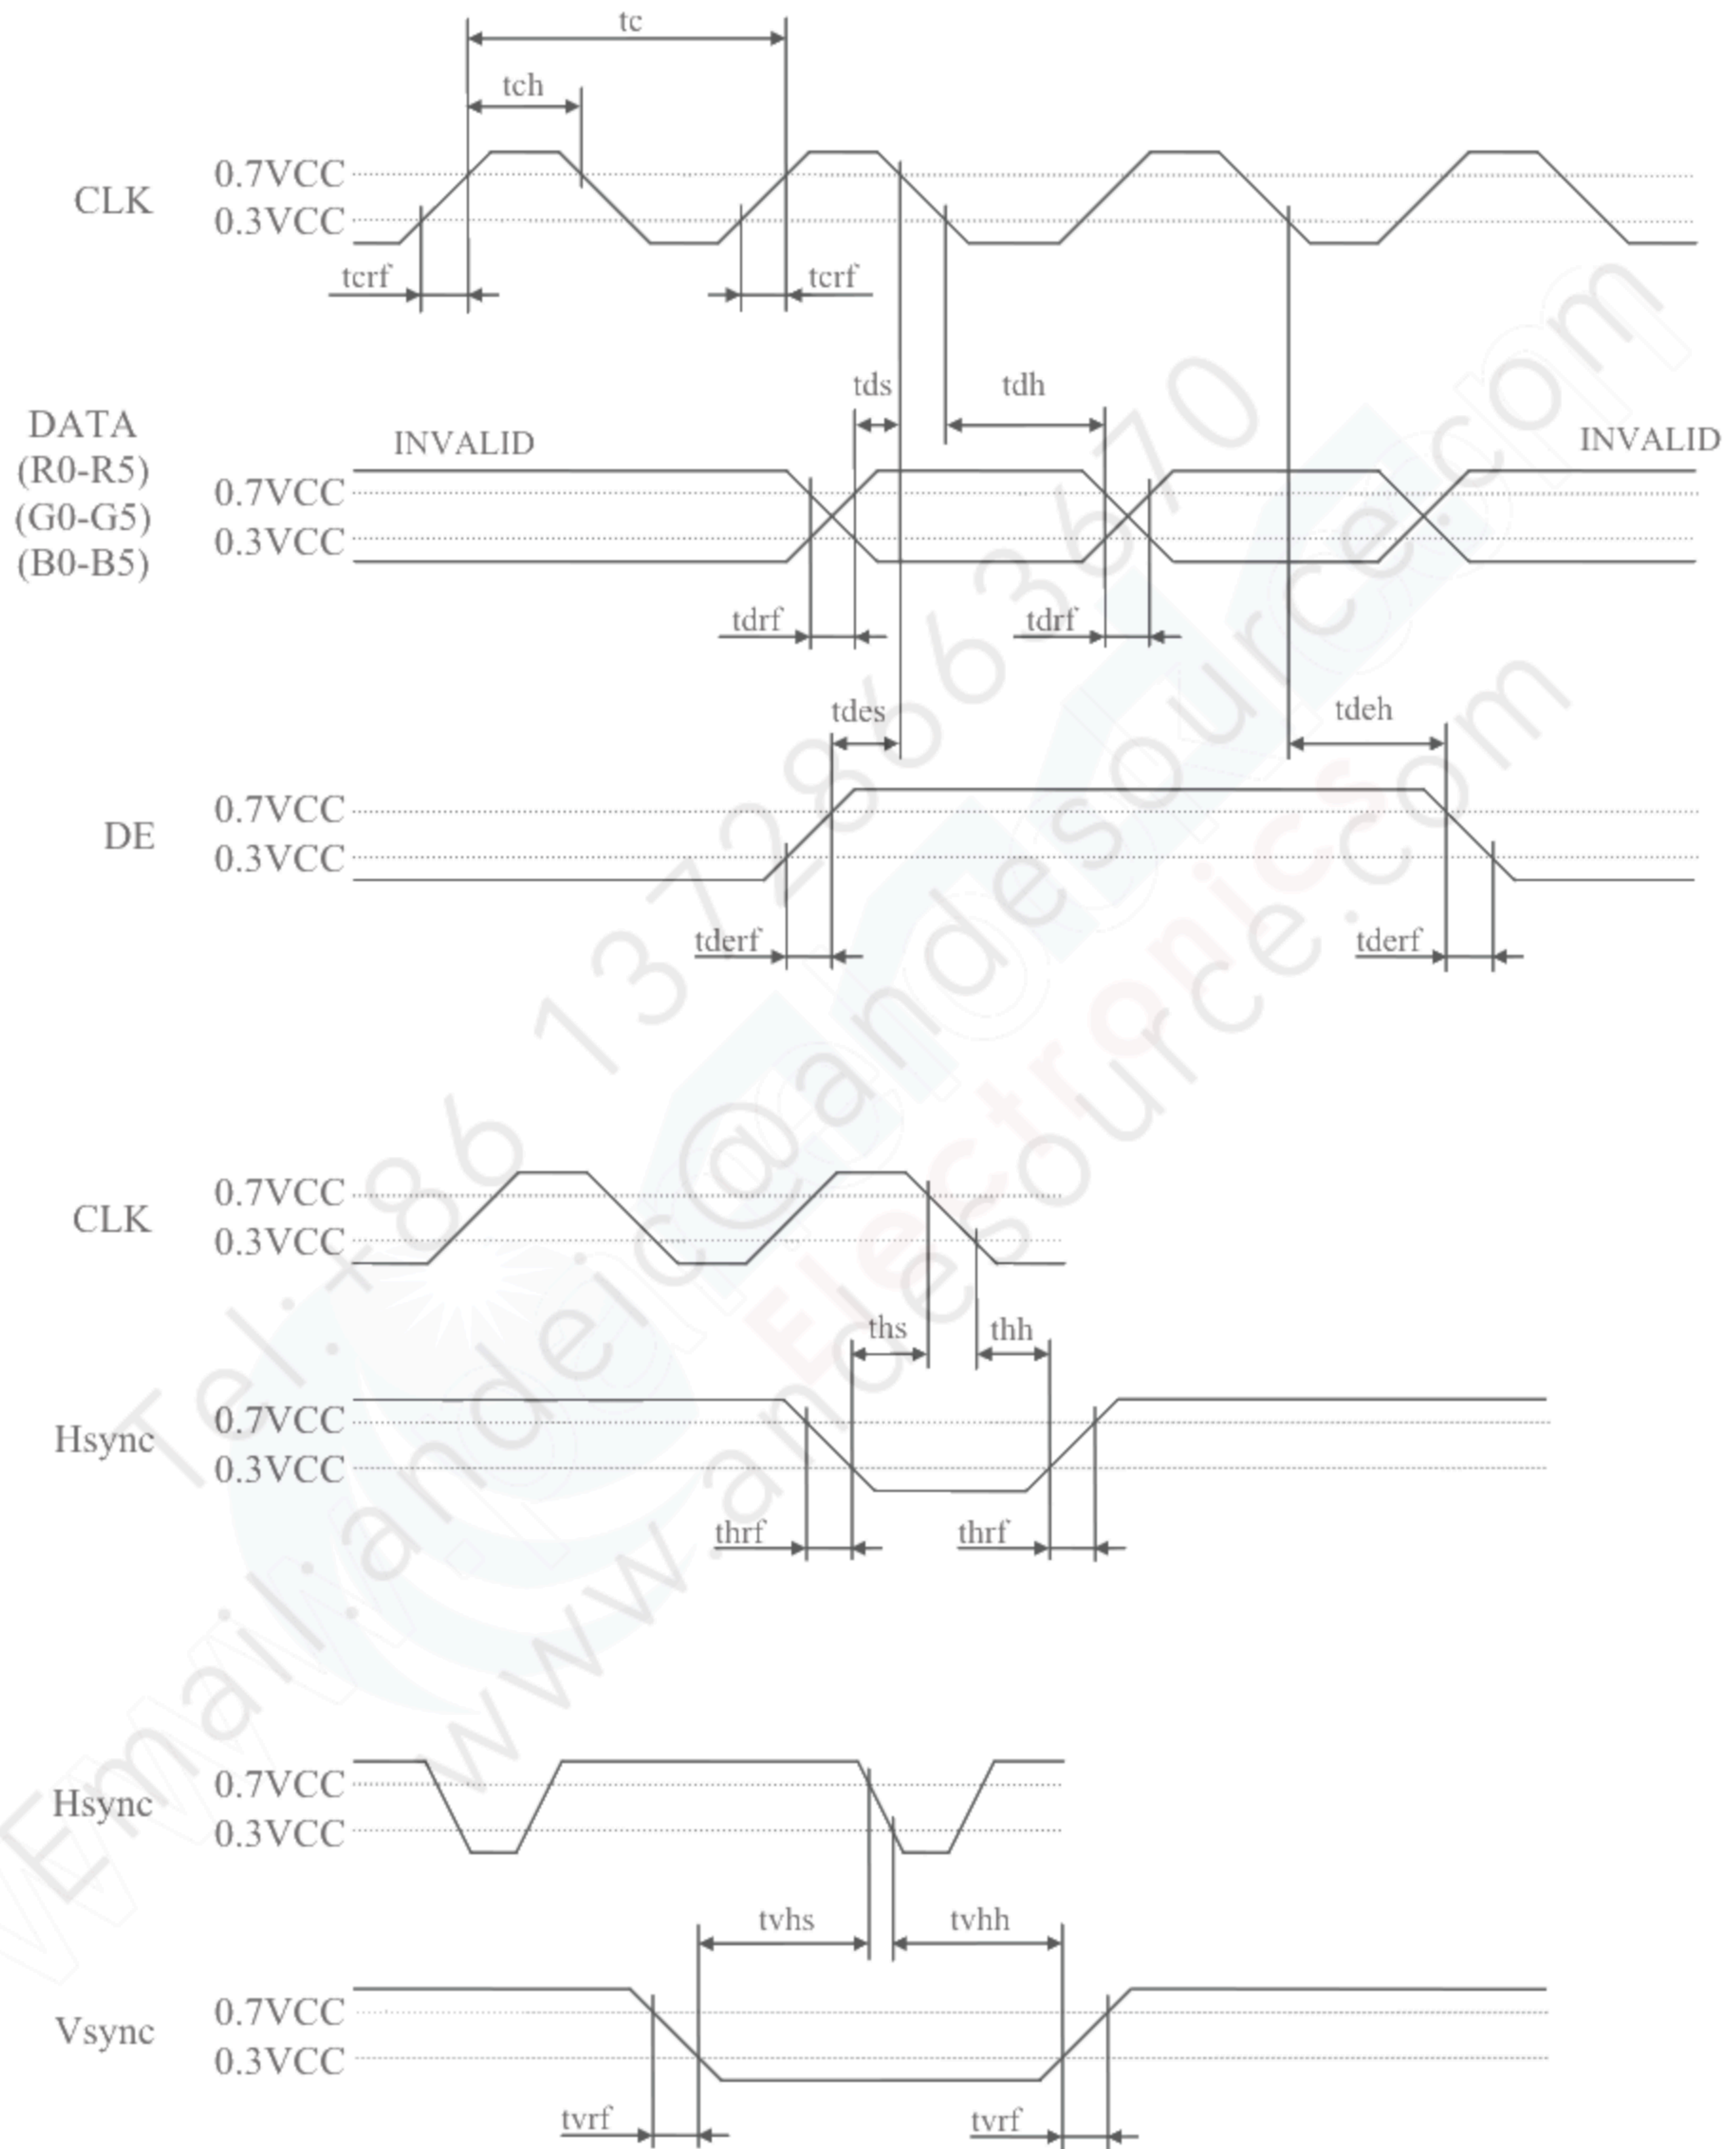 tc
tch
0.7VCC
CLK
0.3VCC
tcrf
tcrf
tds
tdh
DATA
(R0-R5)
(G0-G5)
(B0-B5)
INVALID
INVALID
0.7VCC
0.3VCC
tdrf
tdrf
tdes
tdeh
0.7VCC
DE
0.3VCC
tderf
tderf
0.7VCC
CLK
0.3VCC
ths
thh
0.7VCC
Hsync
0.3VCC
thrf
thrf
0.7VCC
Hsync
0.3VCC
tvhs
tvhh
0.7VCC
Vsync
0.3VCC
tvrf
tvrf
Tel:+86 13728663670
Email:andelc@andesource.com
www.andesource.com
Electronics